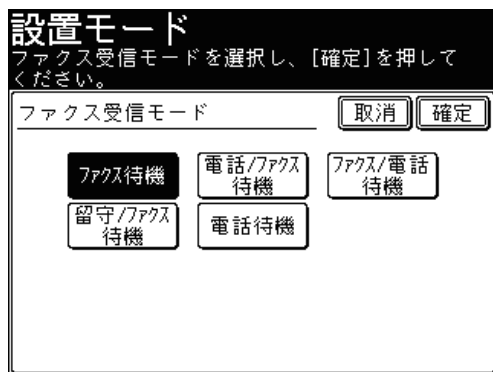 設置モード
ファクス受信モードを選択し、[確定]を押して
ください。
ファクス受信モード
取消
確定
ﾌｧｸｽ待機
電話/ﾌｧｸｽ
待機
ﾌｧｸｽ/電話
待機
留守/ﾌｧｸｽ
待機
電話待機